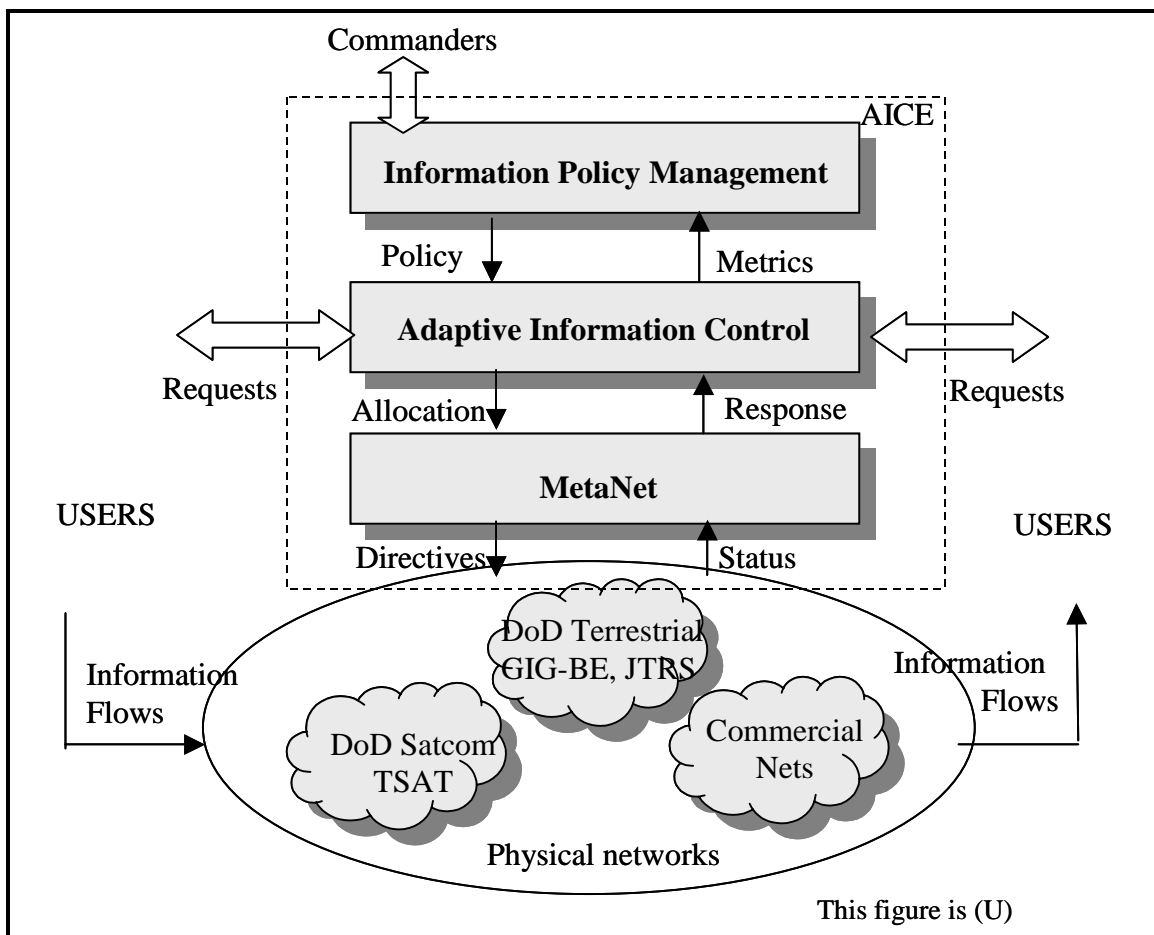 Commanders
AICE
Information Policy Management
Policy
Metrics
Adaptive Information Control
Requests
Requests
Allocation
Response
MetaNet
USERS
USERS
Directives
Status
DoD Terrestrial
GIG-BE, JTRS
Information
Flows
Information
Flows
DoD Satcom
TSAT
Commercial
Nets
Physical networks
This figure is (U)